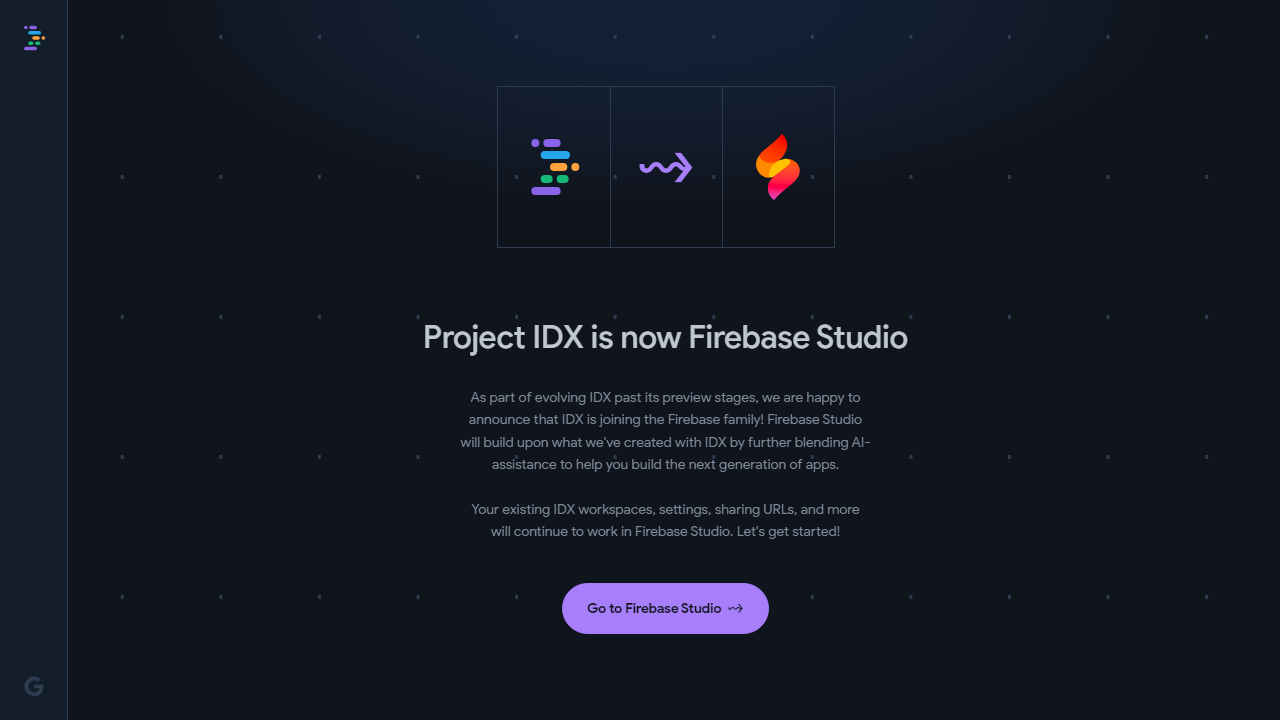 Project IDX is now Firebase Studio
As part of evolving IDX past its preview stages, we are happy to
announce that IDX is joining the Firebase family! Firebase Studio
will build upon what we've created with IDX by further blending AI-
assistance to help you build the next generation of apps.
Your existing IDX workspaces, settings, sharing URLs, and more
will continue to work in Firebase Studio. Let's get started!
Go to Firebase Studio